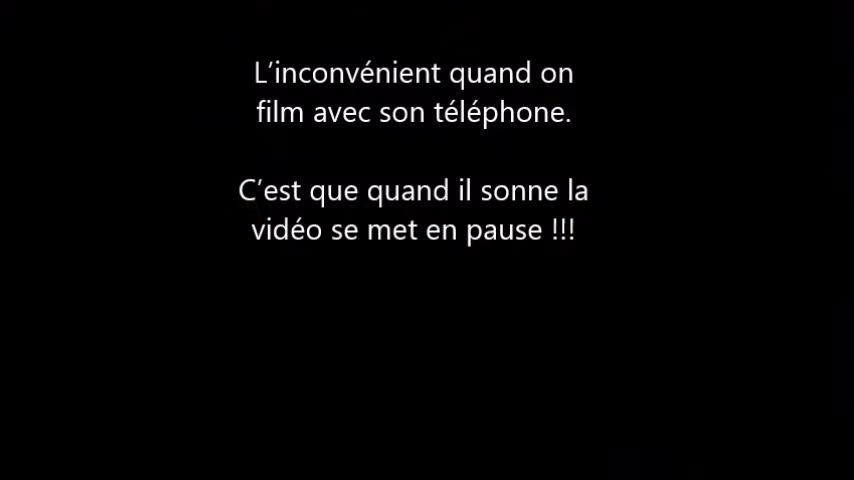 L’inconvénient quand on
film avec son téléphone.
C’est que quand il sonne la
vidéo se met en pause !!!